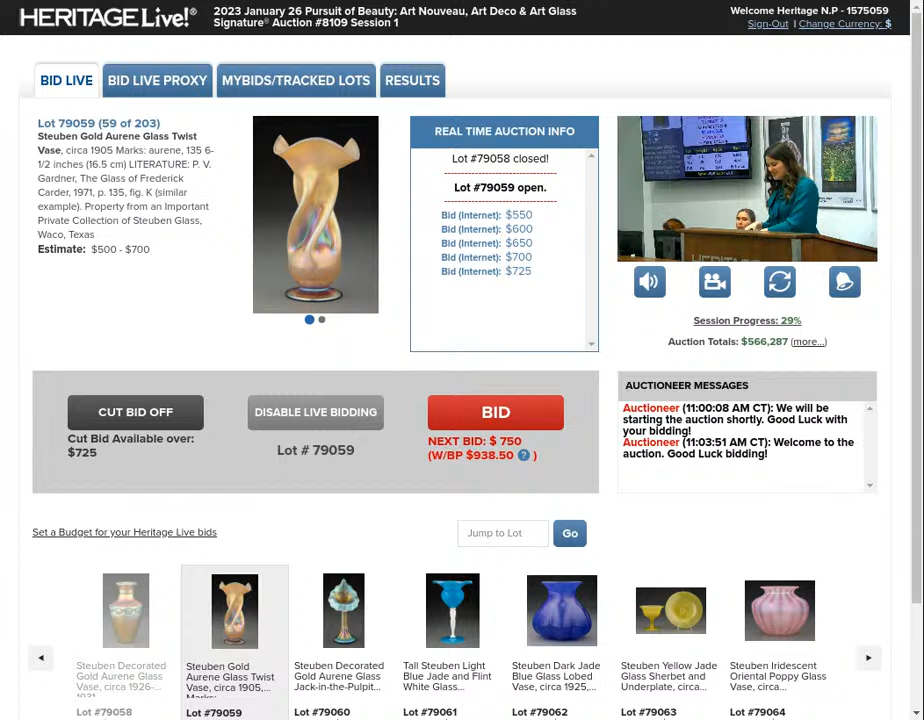 HERITAGE Live!®
2023 January 26 Pursuit of Beauty: Art Nouveau, Art Deco & Art Glass
Signature® Auction #8109 Session 1
Welcome Heritage N.P - 1575059
Sign-Out | Change Currency: $
BID LIVE
BID LIVE PROXY
MYBIDS/TRACKED LOTS
RESULTS
Lot 79059 (59 of 203)
Steuben Gold Aurene Glass Twist
Vase, circa 1905 Marks: aurene, 135 6-
1/2 inches (16.5 cm) LITERATURE: P. V.
Gardner, The Glass of Frederick
Carder, 1971, p. 135, fig. K (similar
example). Property from an Important
Private Collection of Steuben Glass,
Waco, Texas
Estimate: $500 - $700
REAL TIME AUCTION INFO
Lot #79058 closed!
Lot #79059 open.
Bid (Internet): $550
Bid (Internet): $600
Bid (Internet): $650
Bid (Internet): $700
Bid (Internet): $725
HERITAGE
Session Progress: 29%
Auction Totals: $566,287 (more...)
CUT BID OFF
Cut Bid Available over:
$725
DISABLE LIVE BIDDING
Lot # 79059
BID
NEXT BID: $ 750
(W/BP $938.50 ? )
AUCTIONEER MESSAGES
Auctioneer (11:00:08 AM CT): We will be
starting the auction shortly. Good Luck with
your bidding!
Auctioneer (11:03:51 AM CT): Welcome to the
auction. Good Luck bidding!
Set a Budget for your Heritage Live bids
Jump to Lot
Go
Steuben Decorated
Gold Aurene Glass
Vase, circa 1926-...
1931
Lot #79058
Steuben Gold
Aurene Glass Twist
Vase, circa 1905,...
Marks:
Lot #79059
Steuben Decorated
Gold Aurene Glass
Jack-in-the-Pulpit...
Lot #79060
Tall Steuben Light
Blue Jade and Flint
White Glass...
Lot #79061
Steuben Dark Jade
Blue Glass Lobed
Vase, circa 1925,...
Lot #79062
Steuben Yellow Jade
Glass Sherbet and
Underplate, circa...
Lot #79063
Steuben Iridescent
Oriental Poppy Glass
Vase, circa...
Lot #79064